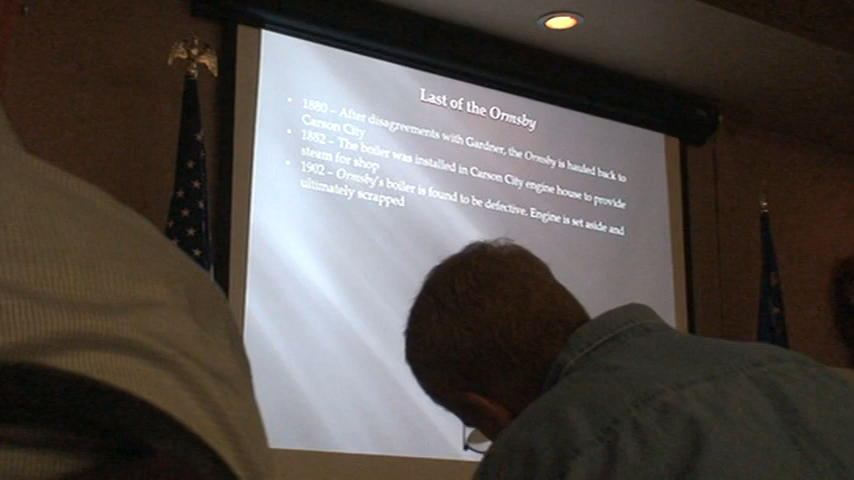 Last of the Ormsby
• 1880 – After disagreements with Gardner, the Ormsby is hauled back to
Carson City
• 1882 – The boiler was installed in Carson City engine house to provide
steam for shop
• 1902 – Ormsby's boiler is found to be defective. Engine is set aside and
ultimately scrapped